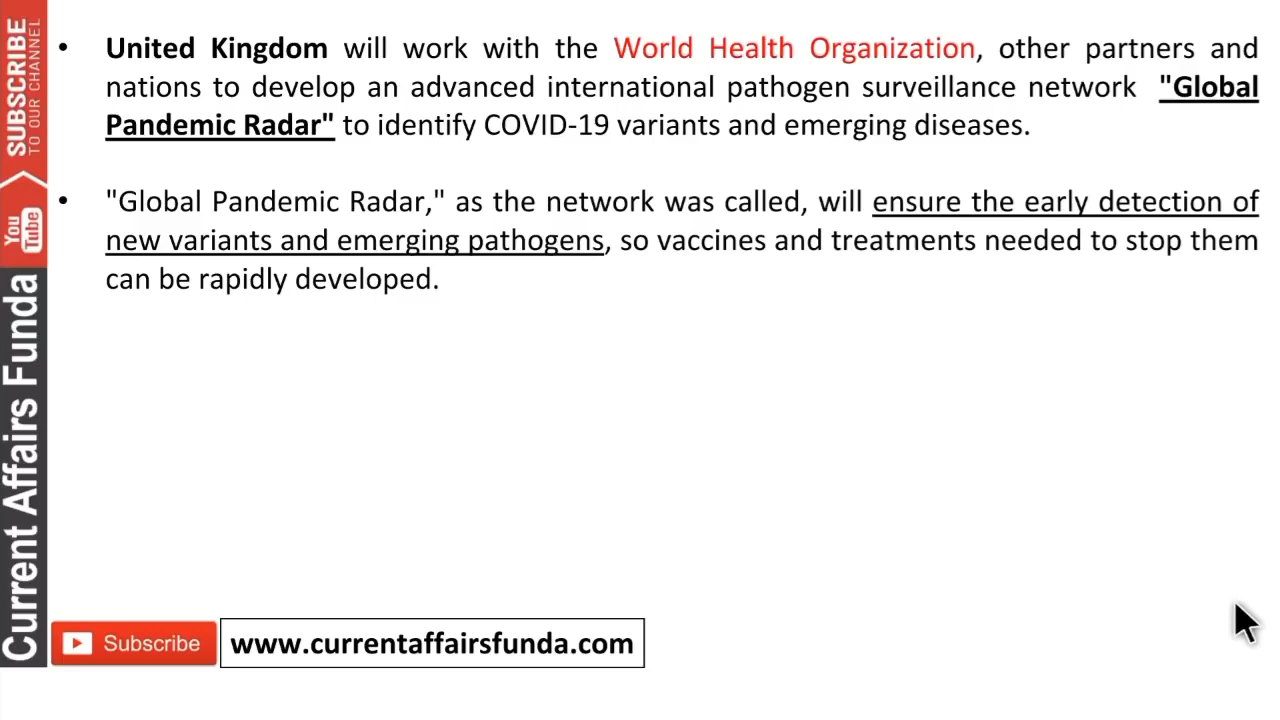 • United Kingdom will work with the World Health Organization, other partners and
nations to develop an advanced international pathogen surveillance network "Global
Pandemic Radar" to identify COVID-19 variants and emerging diseases.
• "Global Pandemic Radar," as the network was called, will ensure the early detection of
new variants and emerging pathogens, so vaccines and treatments needed to stop them
can be rapidly developed.
SUBSCRIBE
TO OUR CHANNEL
You
Tube
Current Affairs Funda
Subscribe
www.currentaffairsfunda.com